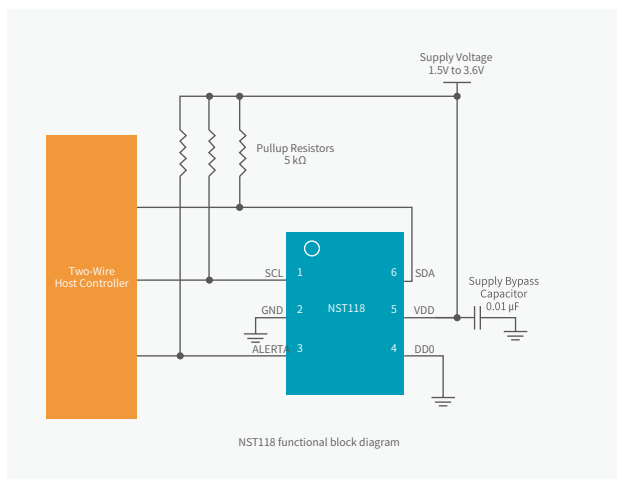 Supply Voltage
1.5V to 3.6V
Pullup Resistors
5 kΩ
Two-Wire
Host Controller
SCL 1
GND 2
ALERTA 3
NST118
6 SDA
5 VDD
4 DD0
Supply Bypass
Capacitor
0.01 μF
NST118 functional block diagram